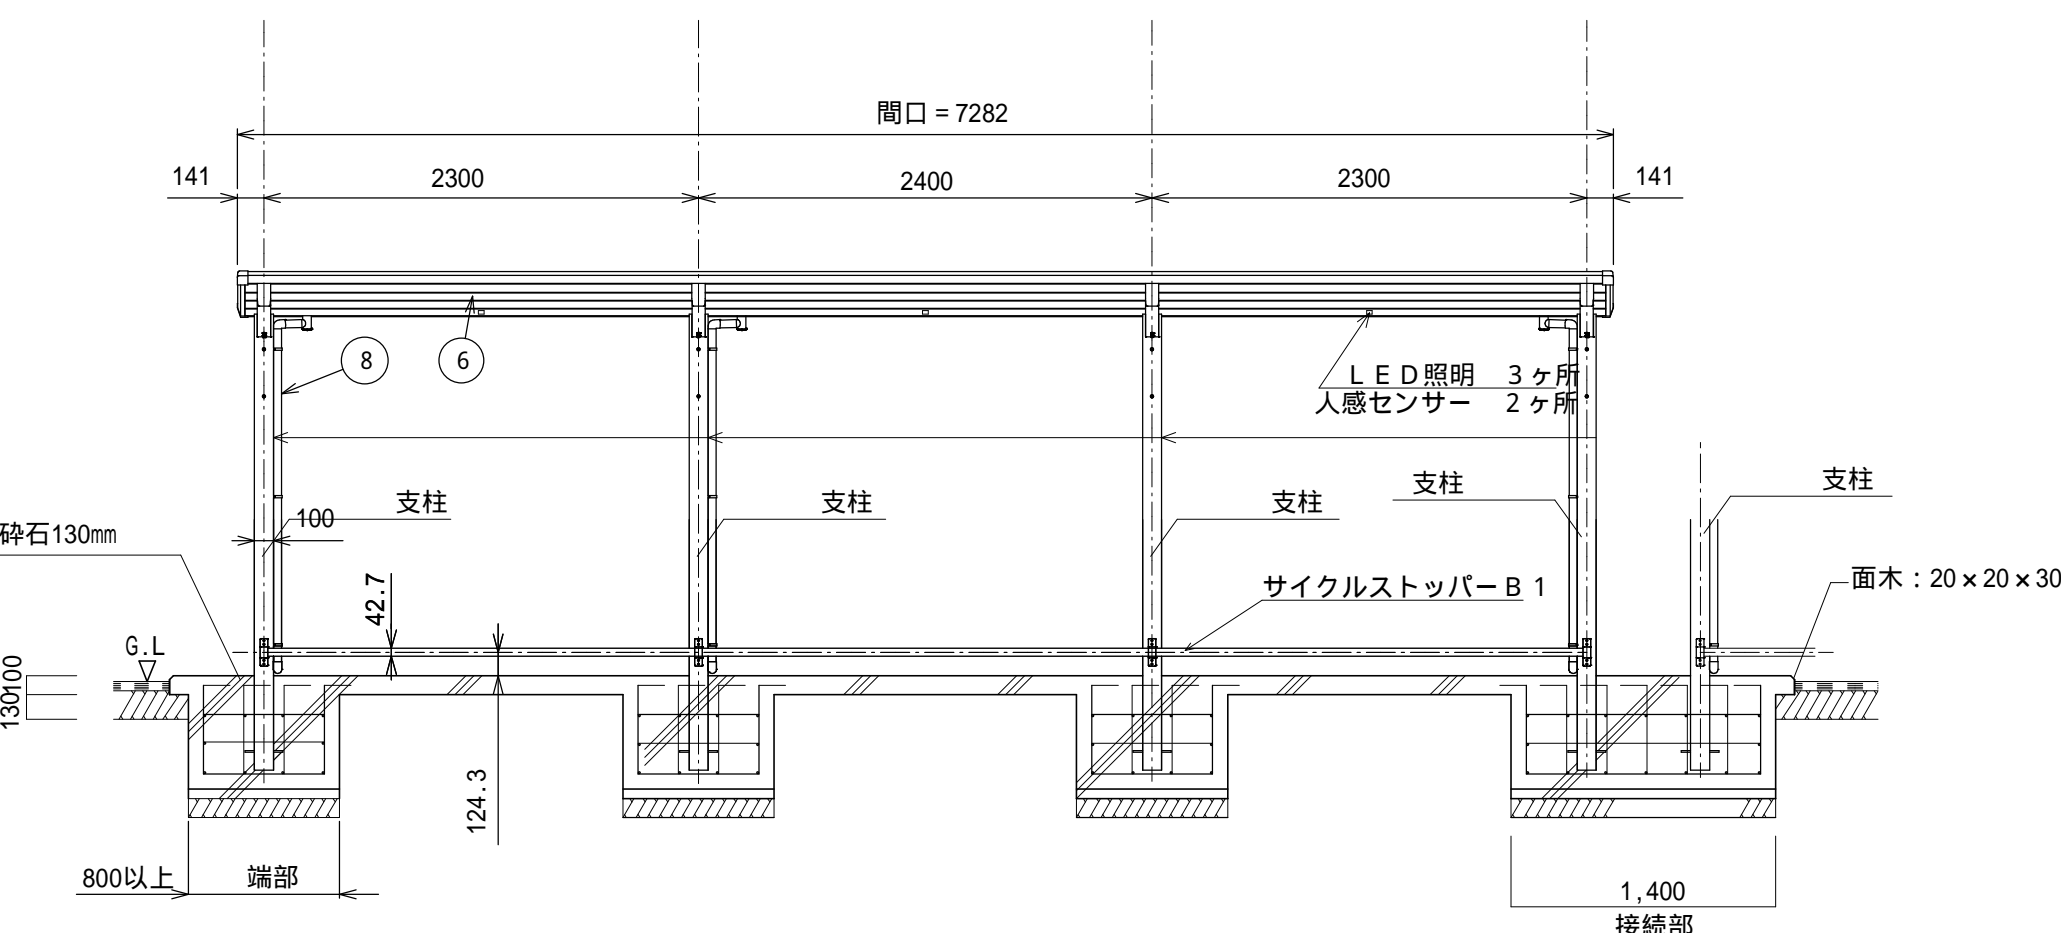 間口 = 7282
141
2300
2400
2300
141
8
6
ＬＥＤ照明　３ヶ所
人感センサー　２ヶ所
支柱
支柱
支柱
支柱
支柱
砕石130㎜
100
42.7
サイクルストッパーＢ１
面木：20×20×30
G.L
100
130
124.3
800以上
端部
1,400
接続部